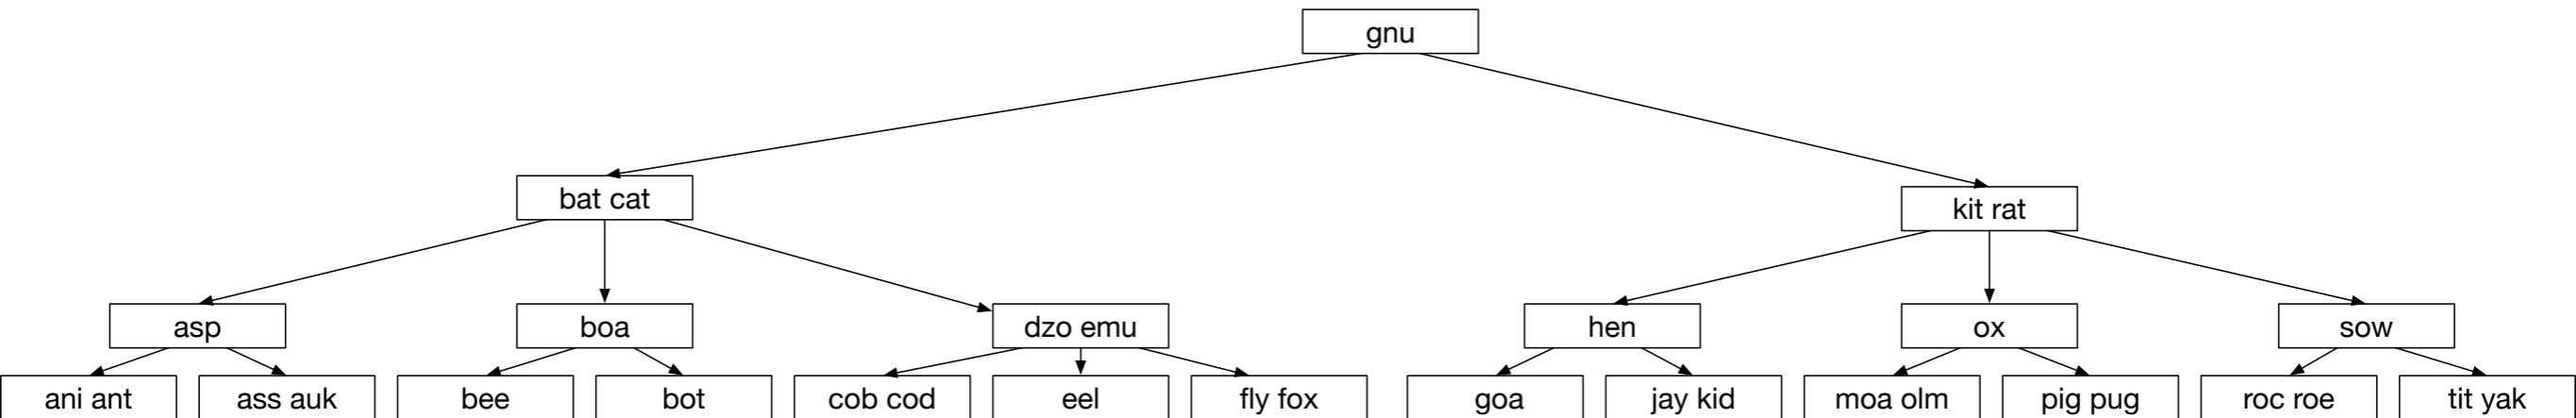 gnu
bat cat
kit rat
asp
boa
dzo emu
hen
ox
sow
ani ant
ass auk
bee
bot
cob cod
eel
fly fox
goa
jay kid
moa olm
pig pug
roc roe
tit yak